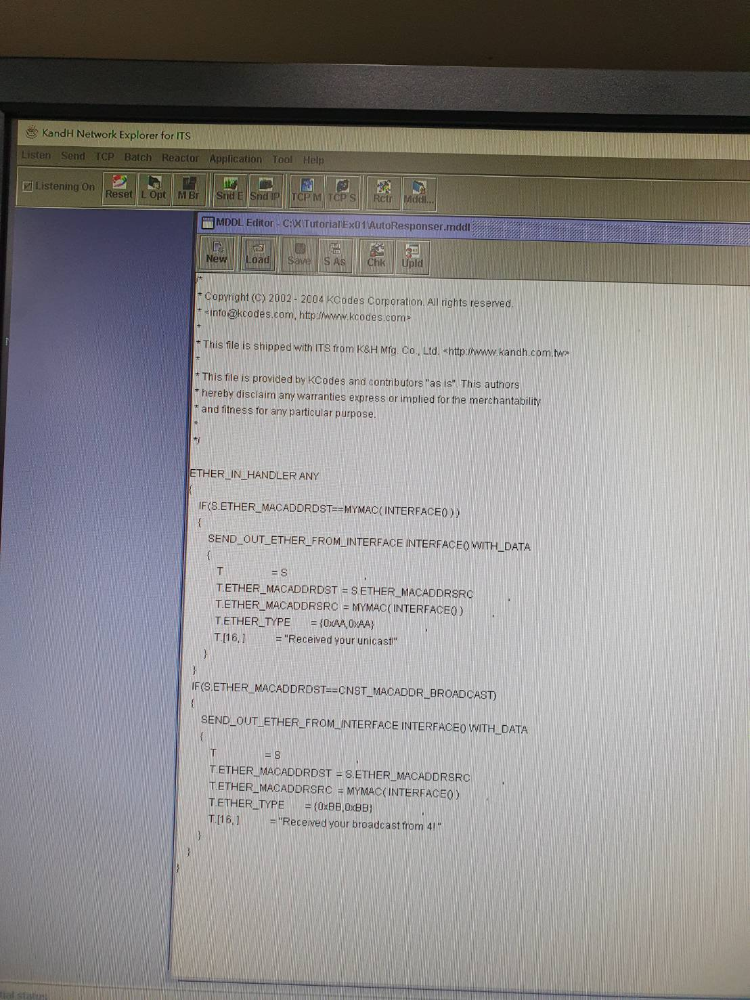 KandH Network Explorer for ITS
Listen Send TCP Batch Reactor Application Tool Help
Listening On Reset L Opt M Br Snd E Snd IP TCP M TCP S Rctr Mddl...
MDDL Editor - C:\X\Tutorial\Ex01\AutoResponser.mddl
New Load Save S As Chk Upld
/*
* Copyright (C) 2002 - 2004 KCodes Corporation. All rights reserved.
* <info@kcodes.com, http://www.kcodes.com>
*
* This file is shipped with ITS from K&H Mfg. Co., Ltd. <http://www.kandh.com.tw>
*
* This file is provided by KCodes and contributors "as is". This authors
* hereby disclaim any warranties express or implied for the merchantability
* and fitness for any particular purpose.
*
*/
ETHER_IN_HANDLER ANY
{
IF(S.ETHER_MACADDRDST==MYMAC( INTERFACE() ) )
{
SEND_OUT_ETHER_FROM_INTERFACE INTERFACE() WITH_DATA
{
T = S ,
T.ETHER_MACADDRDST = S.ETHER_MACADDRSRC ,
T.ETHER_MACADDRSRC = MYMAC( INTERFACE() ) ,
T.ETHER_TYPE = {0xAA,0xAA} ,
T.[16, ] = "Received your unicast!"
}
}
IF(S.ETHER_MACADDRDST==CNST_MACADDR_BROADCAST)
{
SEND_OUT_ETHER_FROM_INTERFACE INTERFACE() WITH_DATA
{
T = S ,
T.ETHER_MACADDRDST = S.ETHER_MACADDRSRC ,
T.ETHER_MACADDRSRC = MYMAC( INTERFACE() ) ,
T.ETHER_TYPE = {0xBB,0xBB} ,
T.[16, ] = "Received your broadcast from 4! "
}
}
}
status